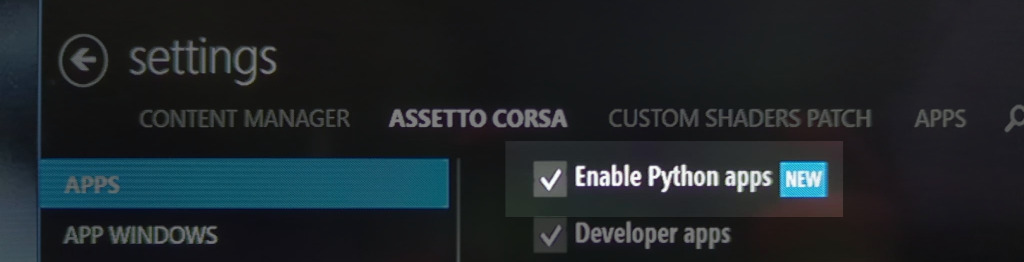 settings
CONTENT MANAGER ASSETTO CORSA CUSTOM SHADERS PATCH APPS
APPS
Enable Python apps NEW
APP WINDOWS
Developer apps